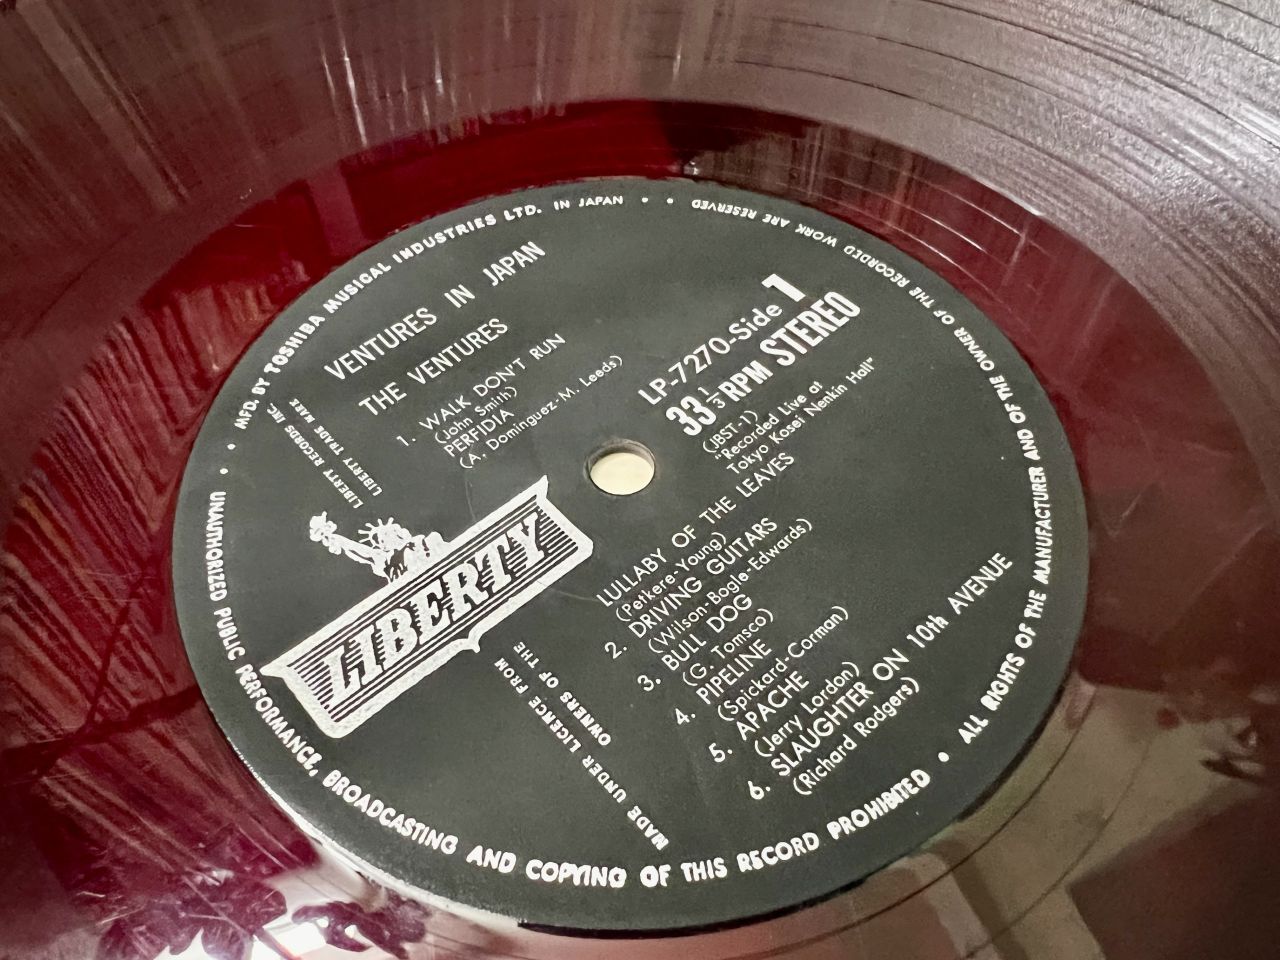 MFD. BY TOSHIBA MUSICAL INDUSTRIES LTD. IN JAPAN
VENTURES IN JAPAN
THE VENTURES
1. WALK DON'T RUN
(John Smith)
PERFIDIA
(A. Dominguez-M. Leeds)
LP-7270-Side 1
33 1/3 RPM STEREO
(JBST-1)
"Recorded Live at
Tokyo Kosei Nenkin Hall"
LULLABY OF THE LEAVES
(Petkere-Young)
2. DRIVING GUITARS
(Wilson-Bogle-Edwards)
3. BULL DOG
(G. Tomsco)
4. PIPELINE
(Spickard-Corman)
5. APACHE
(Jerry Lordon)
6. SLAUGHTER ON 10th AVENUE
(Richard Rodgers)
LIBERTY
LIBERTY TRADE MARK
LIBERTY RECORDS INC.
MADE UNDER LICENCE FROM
OWNERS OF THE
ALL RIGHTS OF THE MANUFACTURER AND OF THE OWNER OF THE RECORDED WORK ARE RESERVED
UNAUTHORIZED PUBLIC PERFORMANCE, BROADCASTING AND COPYING OF THIS RECORD PROHIBITED